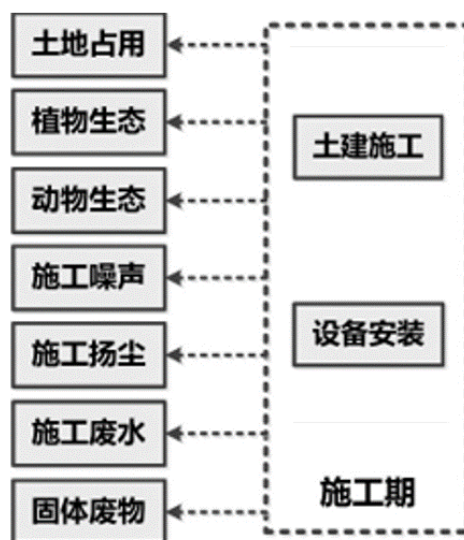 土地占用
植物生态
动物生态
施工噪声
施工扬尘
施工废水
固体废物
土建施工
设备安装
施工期